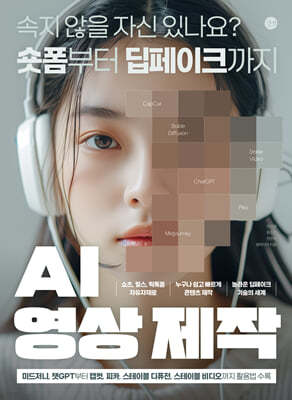 속지 않을 자신 있나요?
숏폼부터 딥페이크까지
CapCut
Stable
Diffusion
Stable
Video
ChatGPT
Pika
Midjourney
AI
영상 제작
쇼츠, 릴스, 틱톡을
자유자재로
누구나 쉽고 빠르게
콘텐츠 제작
놀라운 딥페이크
기술의 세계
미드저니, 챗GPT부터 캡컷, 피카, 스테이블 디퓨전, 스테이블 비디오까지 활용법 수록